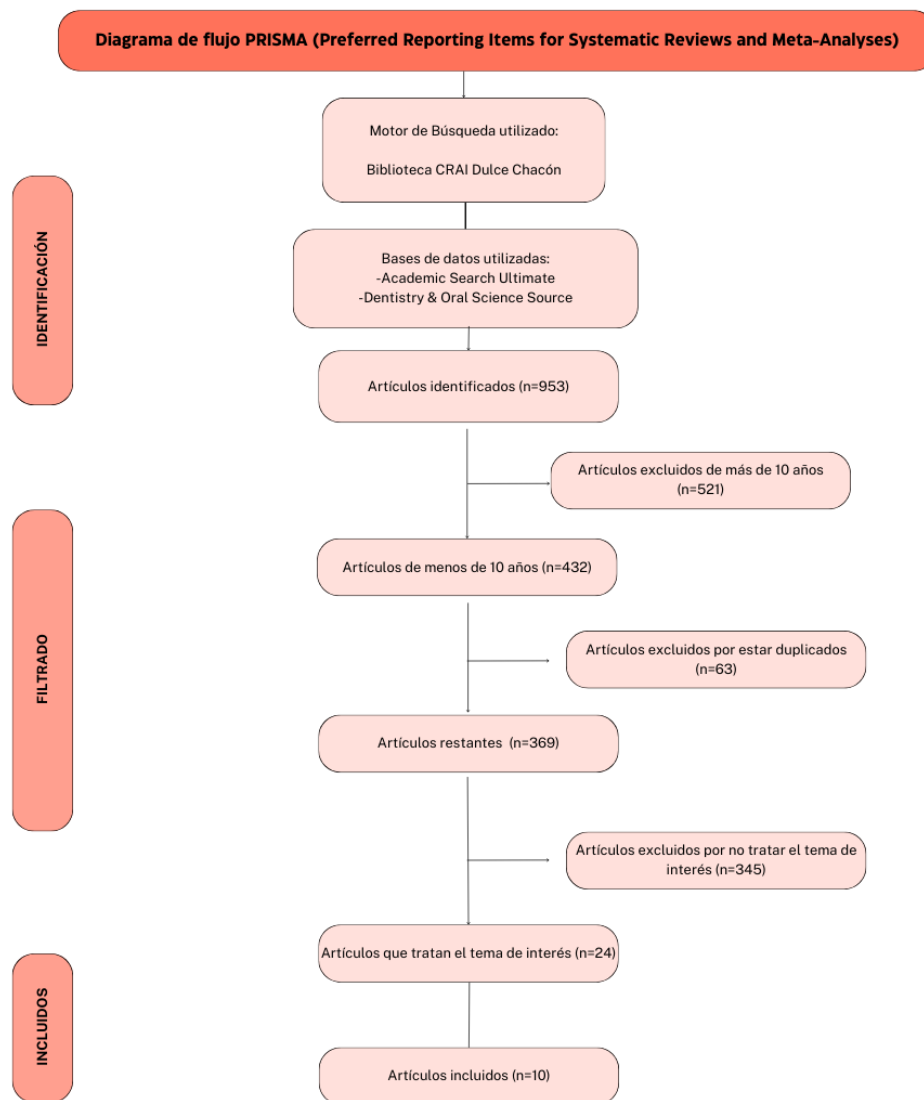 Diagrama de flujo PRISMA (Preferred Reporting Items for Systematic Reviews and Meta-Analyses)
Motor de Búsqueda utilizado:
Biblioteca CRAI Dulce Chacón
IDENTIFICACIÓN
Bases de datos utilizadas:
-Academic Search Ultimate
-Dentistry & Oral Science Source
Artículos identificados (n=953)
Artículos excluidos de más de 10 años
(n=521)
FILTRADO
Artículos de menos de 10 años (n=432)
Artículos excluidos por estar duplicados
(n=63)
Artículos restantes (n=369)
Artículos excluidos por no tratar el tema de
interés (n=345)
INCLUIDOS
Artículos que tratan el tema de interés (n=24)
Artículos incluidos (n=10)